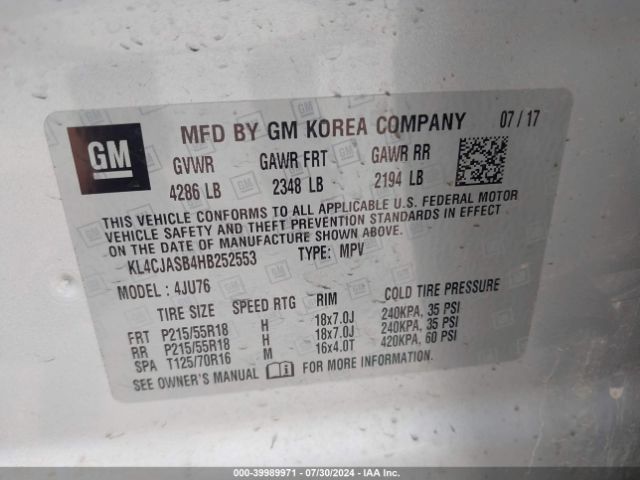 GM
MFD BY GM KOREA COMPANY 07/17
GVWR GAWR FRT GAWR RR
4286 LB 2348 LB 2194 LB
THIS VEHICLE CONFORMS TO ALL APPLICABLE U.S. FEDERAL MOTOR
VEHICLE SAFETY AND THEFT PREVENTION STANDARDS IN EFFECT
ON THE DATE OF MANUFACTURE SHOWN ABOVE.
KL4CJASB4HB252553 TYPE: MPV
MODEL: 4JU76
TIRE SIZE SPEED RTG RIM COLD TIRE PRESSURE
FRT P215/55R18 H 18x7.0J 240KPA, 35 PSI
RR P215/55R18 H 18x7.0J 240KPA, 35 PSI
SPA T125/70R16 M 16x4.0T 420KPA, 60 PSI
SEE OWNER'S MANUAL FOR MORE INFORMATION.
000-39989971 - 07/30/2024 - IAA Inc.